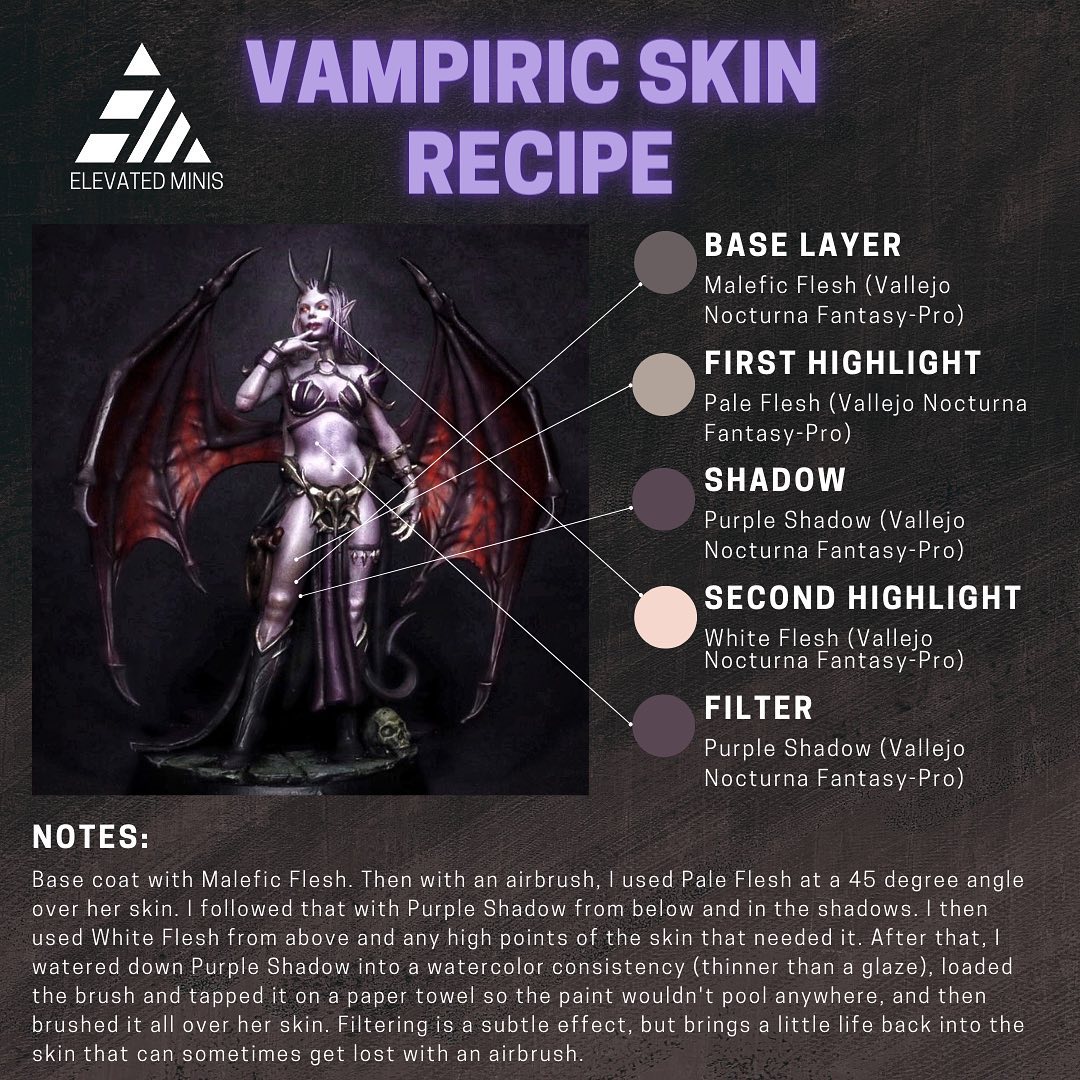 VAMPIRIC SKIN
RECIPE
ELEVATED MINIS
BASE LAYER
Malefic Flesh (Vallejo
Nocturna Fantasy-Pro)
FIRST HIGHLIGHT
Pale Flesh (Vallejo Nocturna
Fantasy-Pro)
SHADOW
Purple Shadow (Vallejo
Nocturna Fantasy-Pro)
SECOND HIGHLIGHT
White Flesh (Vallejo
Nocturna Fantasy-Pro)
FILTER
Purple Shadow (Vallejo
Nocturna Fantasy-Pro)
NOTES:
Base coat with Malefic Flesh. Then with an airbrush, I used Pale Flesh at a 45 degree angle
over her skin. I followed that with Purple Shadow from below and in the shadows. I then
used White Flesh from above and any high points of the skin that needed it. After that, I
watered down Purple Shadow into a watercolor consistency (thinner than a glaze), loaded
the brush and tapped it on a paper towel so the paint wouldn't pool anywhere, and then
brushed it all over her skin. Filtering is a subtle effect, but brings a little life back into the
skin that can sometimes get lost with an airbrush.